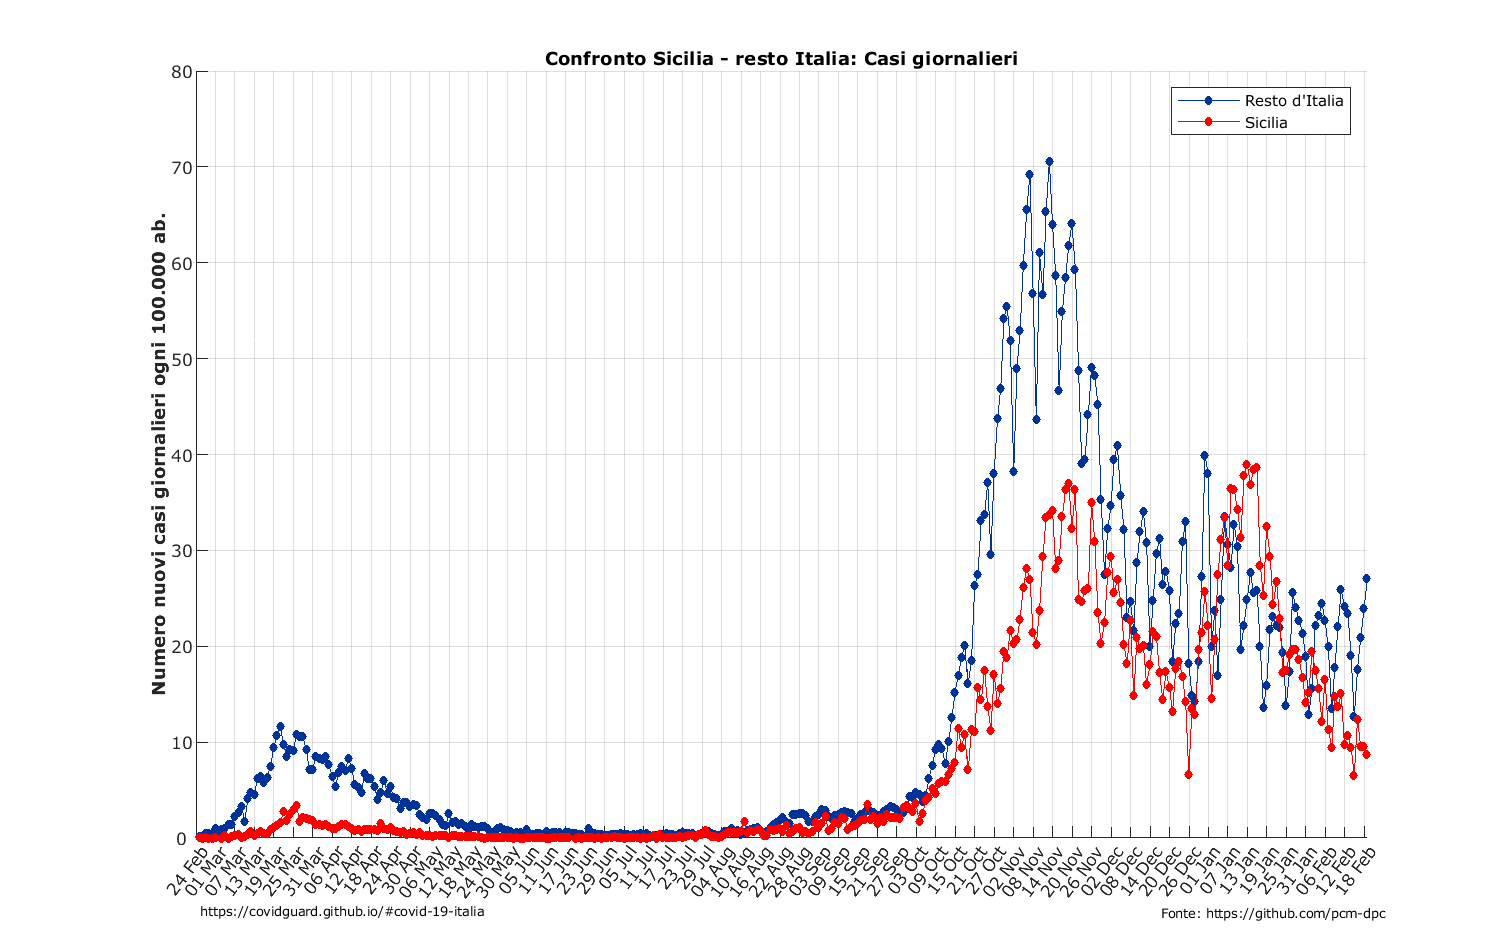 Confronto Sicilia - resto Italia: Casi giornalieri
80
70
60
50
40
30
20
10
0
Numero nuovi casi giornalieri ogni 100.000 ab.
Resto d'Italia
Sicilia
24 Feb
01 Mar
07 Mar
13 Mar
19 Mar
25 Mar
31 Mar
06 Apr
12 Apr
18 Apr
24 Apr
30 Apr
06 May
12 May
18 May
24 May
30 May
05 Jun
11 Jun
17 Jun
23 Jun
29 Jun
05 Jul
11 Jul
17 Jul
23 Jul
29 Jul
04 Aug
10 Aug
16 Aug
22 Aug
28 Aug
03 Sep
09 Sep
15 Sep
21 Sep
27 Sep
03 Oct
09 Oct
15 Oct
21 Oct
27 Oct
02 Nov
08 Nov
14 Nov
20 Nov
26 Nov
02 Dec
08 Dec
14 Dec
20 Dec
26 Dec
01 Jan
07 Jan
13 Jan
19 Jan
25 Jan
31 Jan
06 Feb
12 Feb
18 Feb
https://covidguard.github.io/#covid-19-italia
Fonte: https://github.com/pcm-dpc